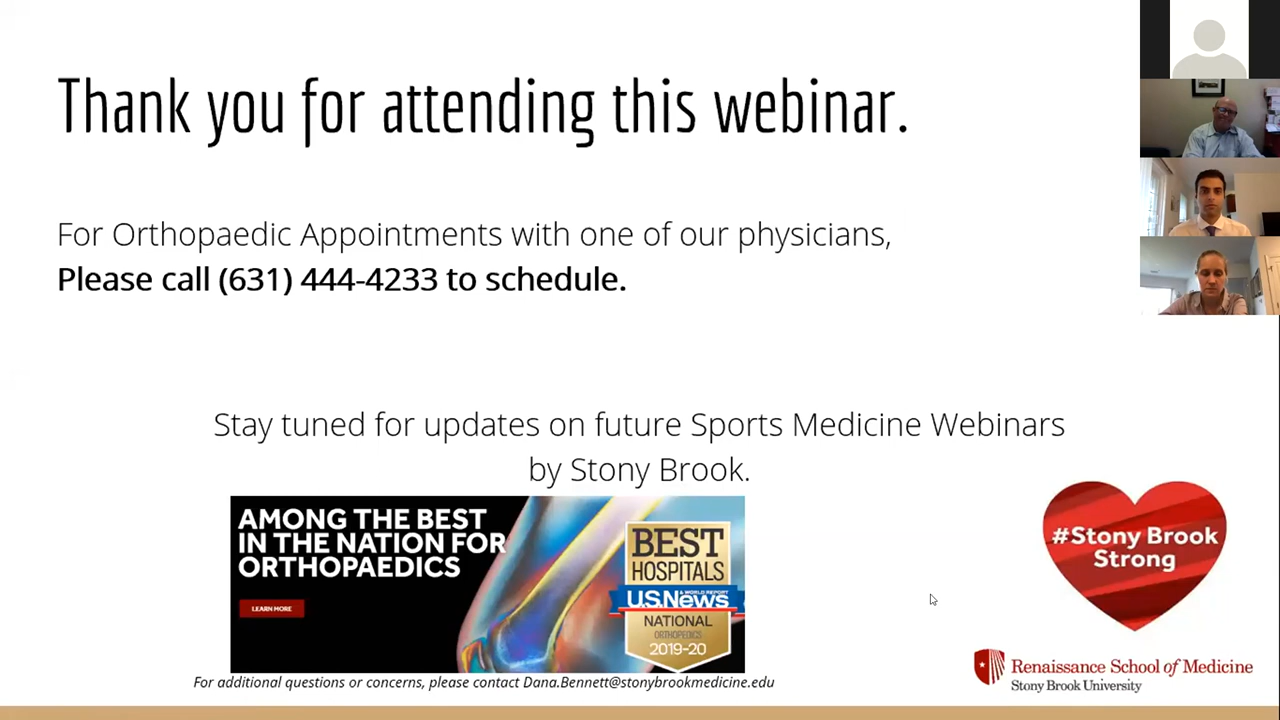 Thank you for attending this webinar.
For Orthopaedic Appointments with one of our physicians,
Please call (631) 444-4233 to schedule.
Stay tuned for updates on future Sports Medicine Webinars
by Stony Brook.
AMONG THE BEST
IN THE NATION FOR
ORTHOPAEDICS
LEARN MORE
BEST
HOSPITALS
U.S.News
& WORLD REPORT
NATIONAL
ORTHOPEDICS
2019-20
#Stony Brook
Strong
Renaissance School of Medicine
Stony Brook University
For additional questions or concerns, please contact Dana.Bennett@stonybrookmedicine.edu